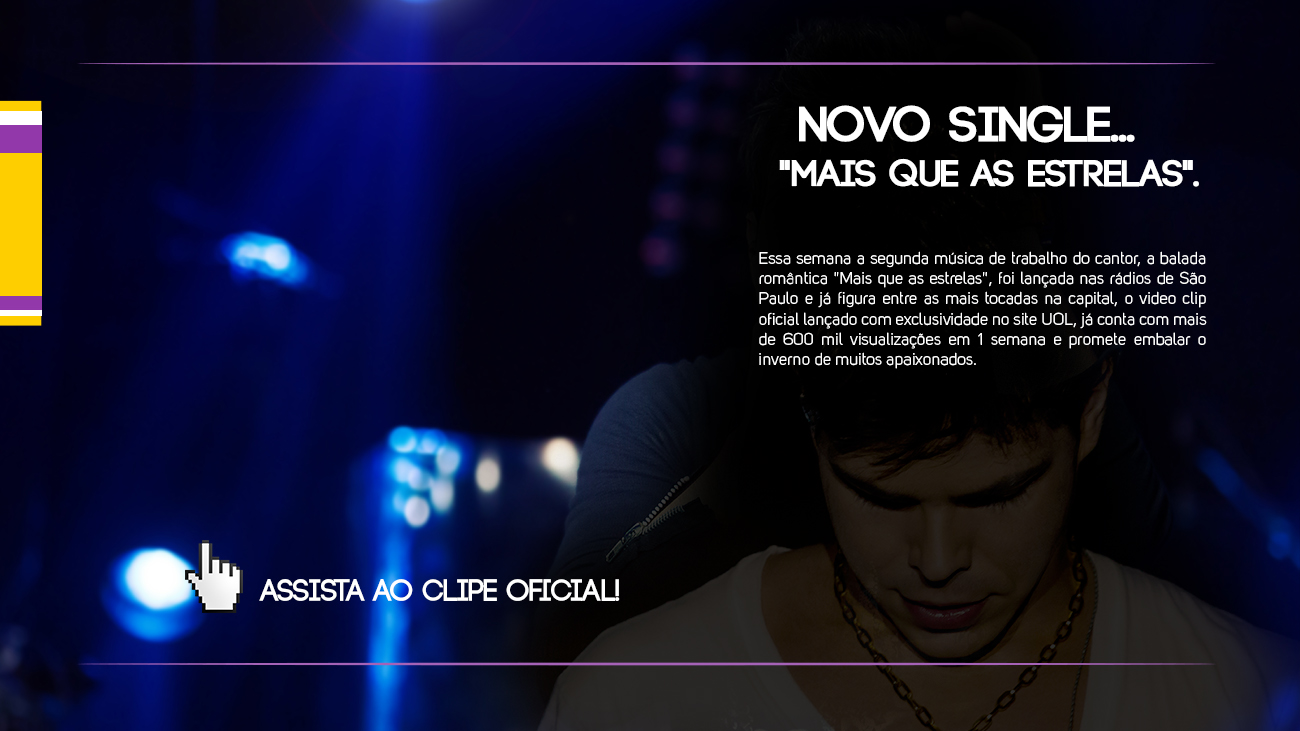 NOVO SINGLE...
"MAIS QUE AS ESTRELAS".
Essa semana a segunda música de trabalho do cantor, a balada
romântica "Mais que as estrelas", foi lançada nas rádios de São
Paulo e já figura entre as mais tocadas na capital, o video clip
oficial lançado com exclusividade no site UOL, já conta com mais
de 600 mil visualizações em 1 semana e promete embalar o
inverno de muitos apaixonados.
ASSISTA AO CLIPE OFICIAL!